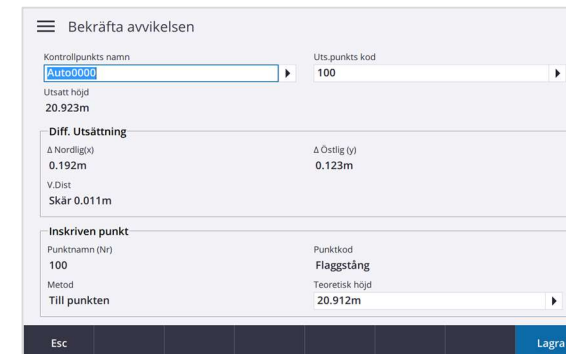 Bekräfta avvikelsen
Kontrollpunkts namn
Uts.punkts kod
Auto0000
100
Utsatt höjd
20.923m
Diff. Utsättning
Δ Nordlig(x)
Δ Östlig (y)
0.192m
0.123m
V.Dist
Skär 0.011m
Inskriven punkt
Punktnamn (Nr)
Punktkod
100
Flaggstång
Metod
Teoretisk höjd
Till punkten
20.912m
Esc
Lagra